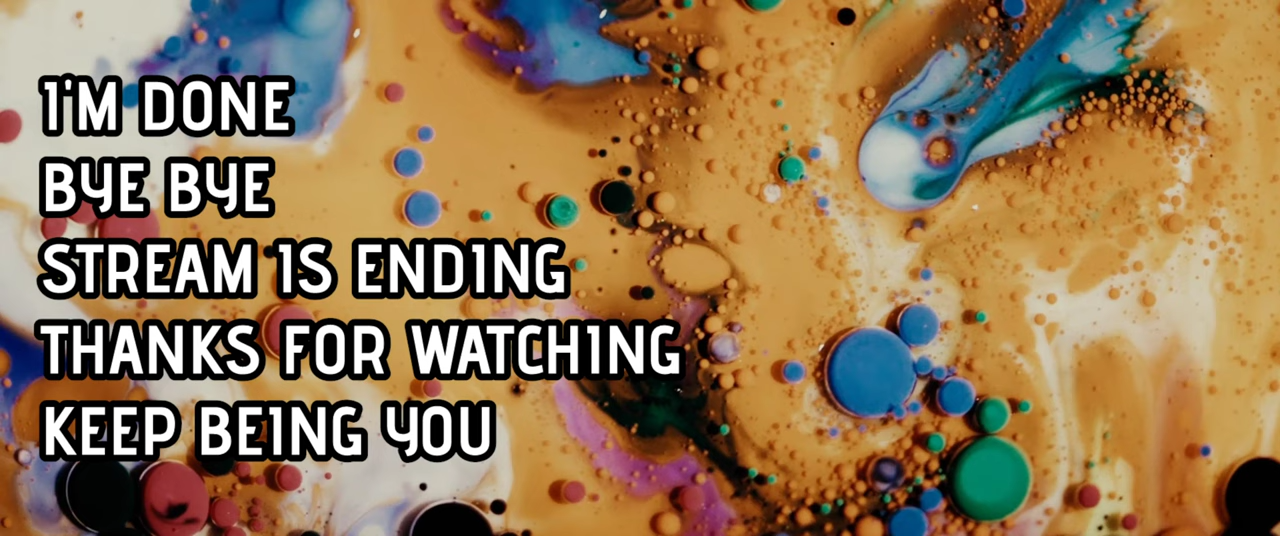 I'M DONE
BYE BYE
STREAM IS ENDING
THANKS FOR WATCHING
KEEP BEING YOU